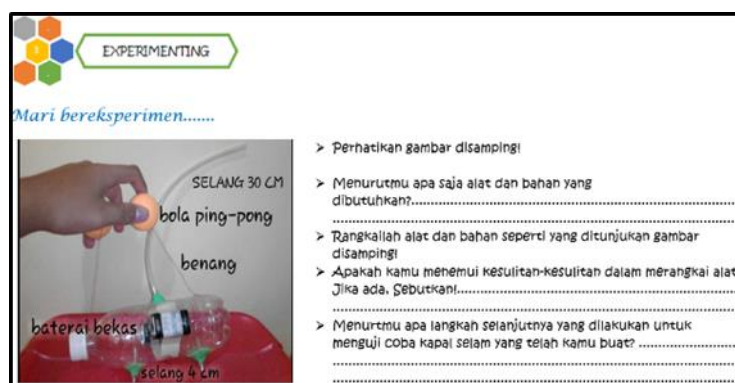 EXPERIMENTING
Mari bereksperimen.......
SELANG 30 CM
bola ping-pong
benang
baterai bekas
selang 4 cm
➢ Perhatikan gambar disamping!
➢ Menurutmu apa saja alat dan bahan yang
dibutuhkan?................................................................................
................................................................................................
➢ Rangkailah alat dan bahan seperti yang ditunjukan gambar
disamping!
➢ Apakah kamu menemui kesulitan-kesulitan dalam merangkai alat
Jika ada, Sebutkan!.....................................................................
................................................................................................
➢ Menurtmu apa langkah selanjutnya yang dilakukan untuk
menguji coba kapal selam yang telah kamu buat? ........................
................................................................................................
................................................................................................